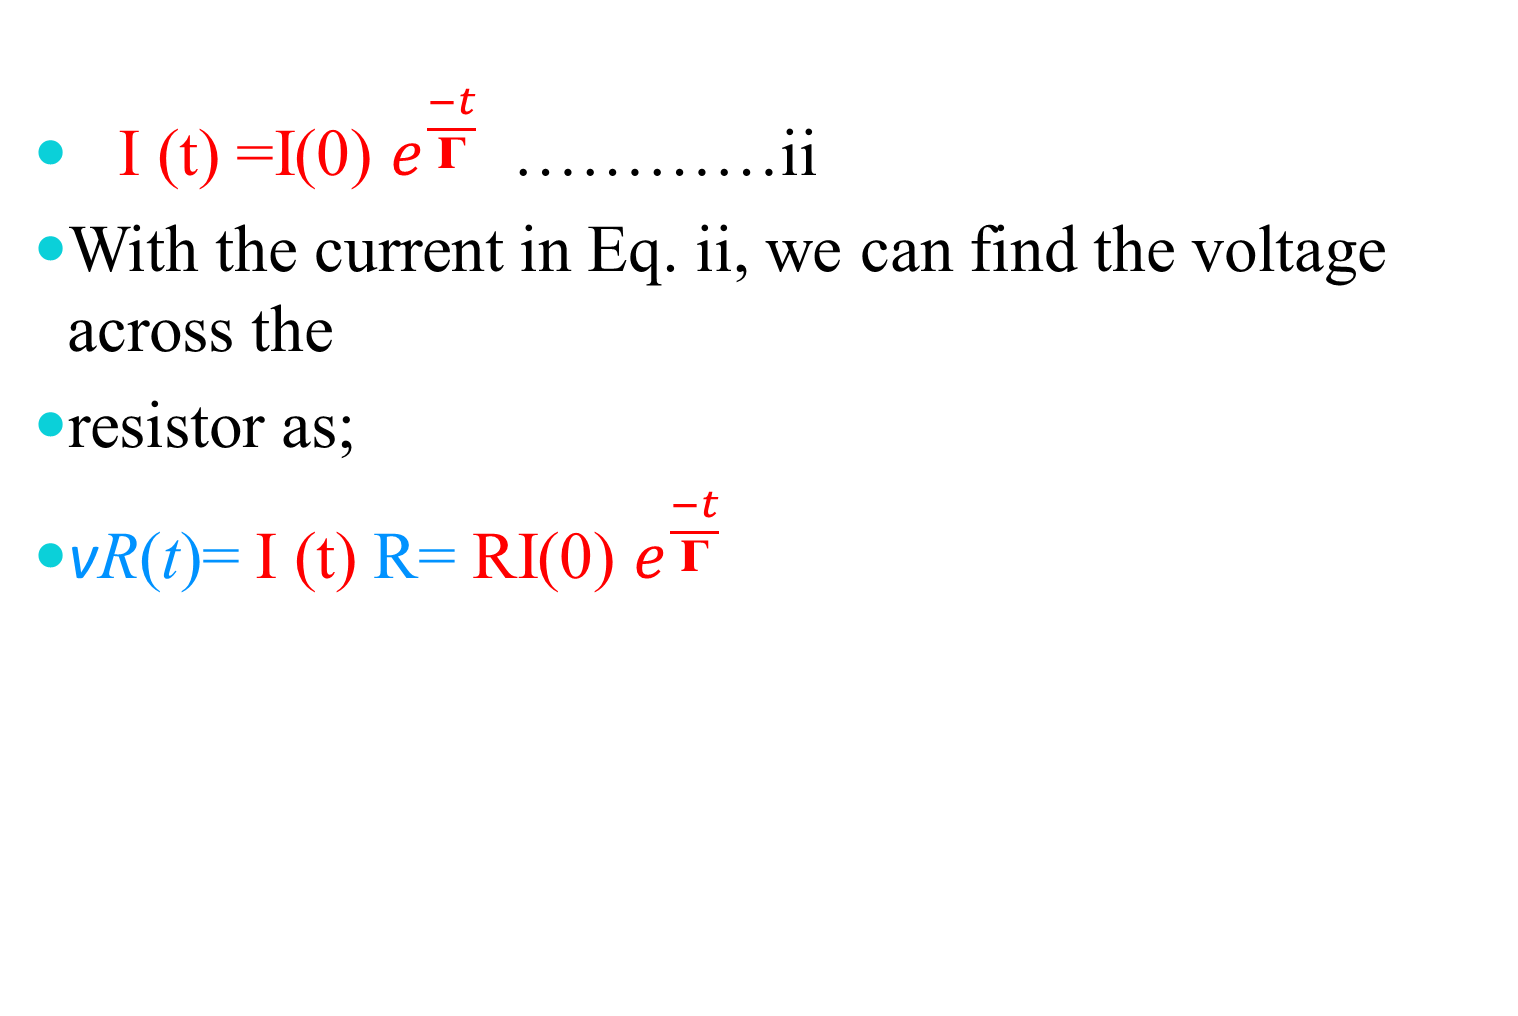 • I (t) =I(0) e^(−t/Γ) …………ii
• With the current in Eq. ii, we can find the voltage
across the
• resistor as;
• vR(t)= I (t) R= RI(0) e^(−t/Γ)